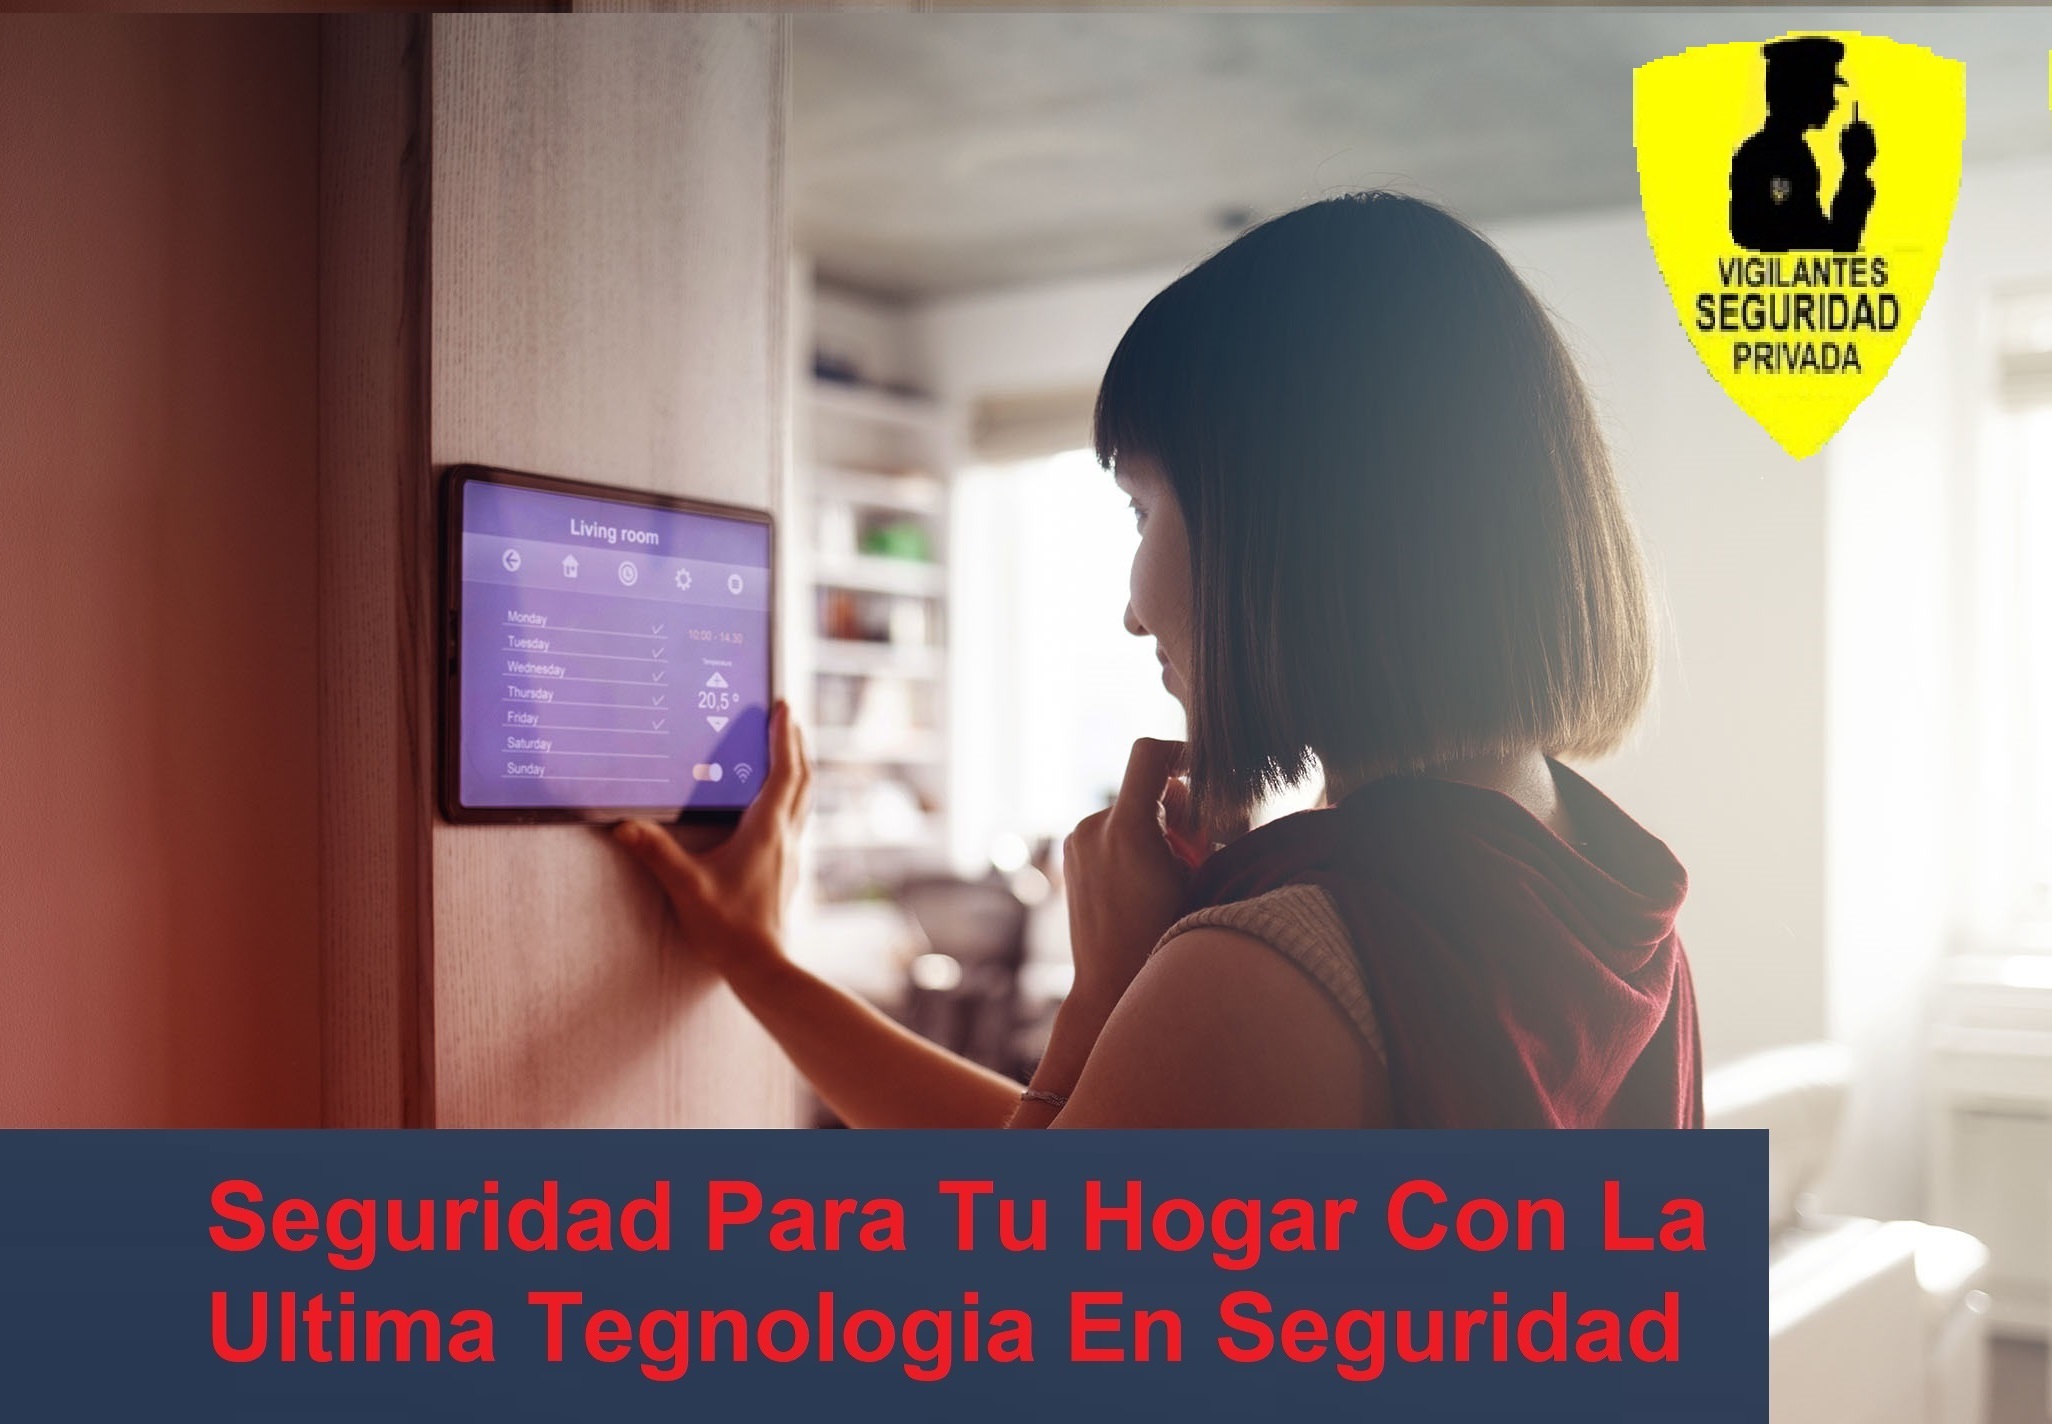 VIGILANTES
SEGURIDAD
PRIVADA
Living room
Monday
Tuesday
Wednesday
Thursday
Friday
Saturday
Sunday
10:00 - 14:30
Temperature
20,5°
Seguridad Para Tu Hogar Con La
Ultima Tegnologia En Seguridad